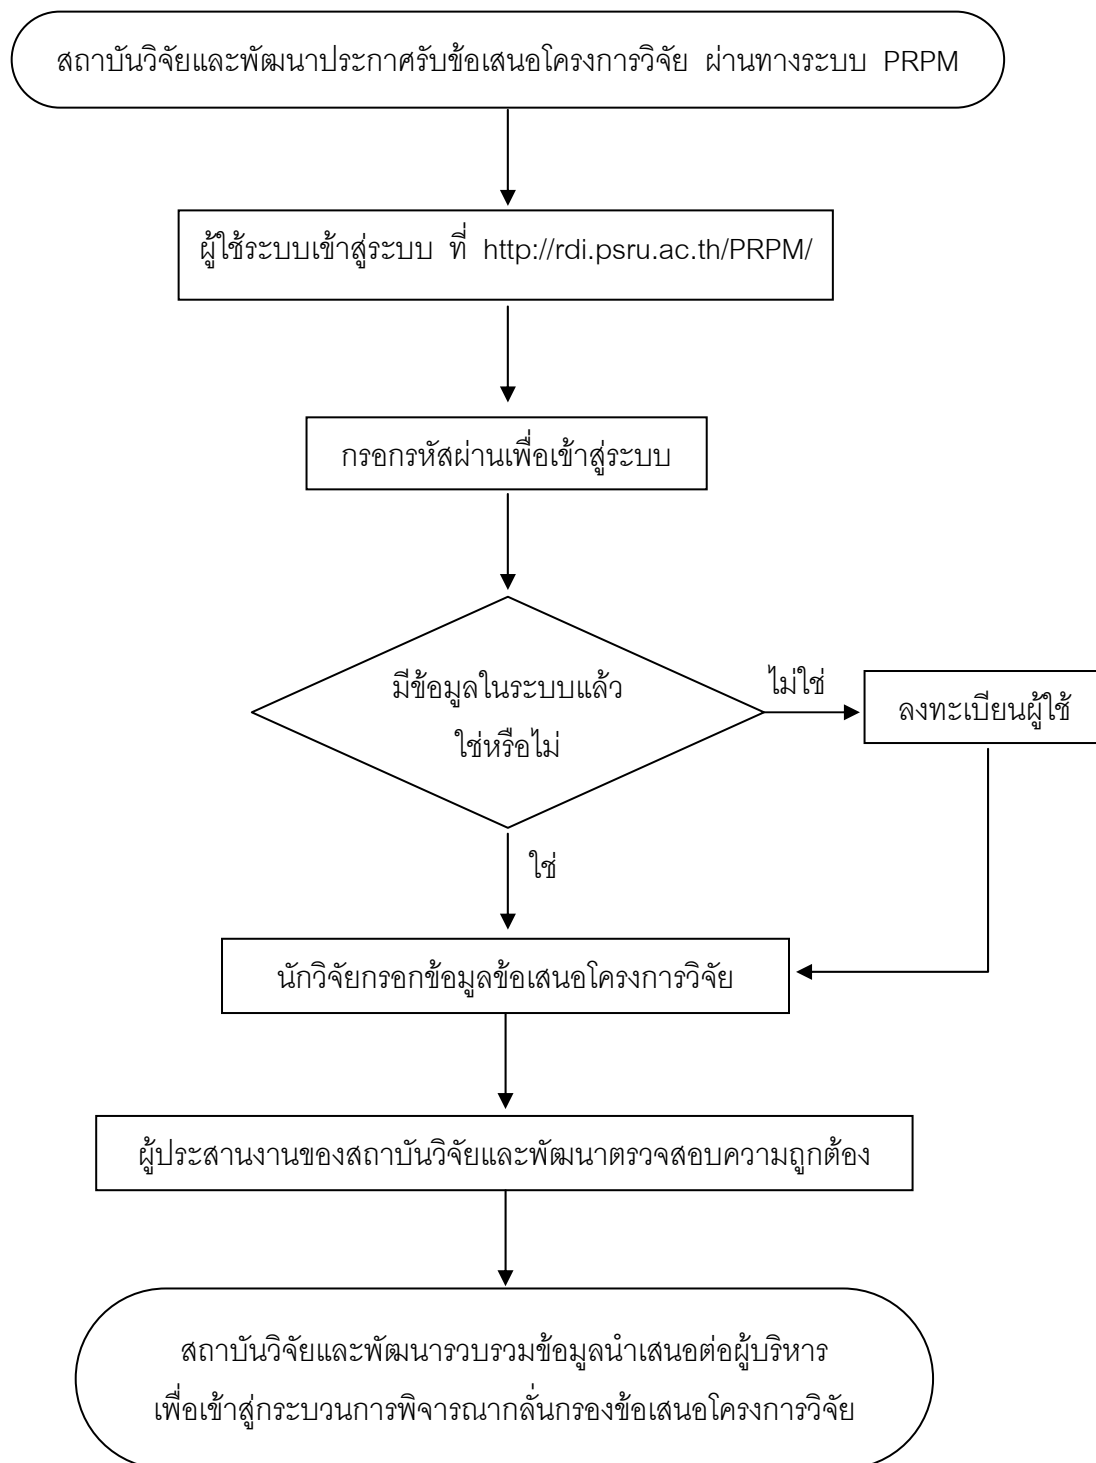 สถาบันวิจัยและพัฒนาประกาศรับข้อเสนอโครงการวิจัย ผ่านทางระบบ PRPM
ผู้ใช้ระบบเข้าสู่ระบบ ที่ http://rdi.psru.ac.th/PRPM/
กรอกรหัสผ่านเพื่อเข้าสู่ระบบ
มีข้อมูลในระบบแล้ว
ใช่หรือไม่
ไม่ใช่
ลงทะเบียนผู้ใช้
ใช่
นักวิจัยกรอกข้อมูลข้อเสนอโครงการวิจัย
ผู้ประสานงานของสถาบันวิจัยและพัฒนาตรวจสอบความถูกต้อง
สถาบันวิจัยและพัฒนารวบรวมข้อมูลนำเสนอต่อผู้บริหาร
เพื่อเข้าสู่กระบวนการพิจารณากลั่นกรองข้อเสนอโครงการวิจัย